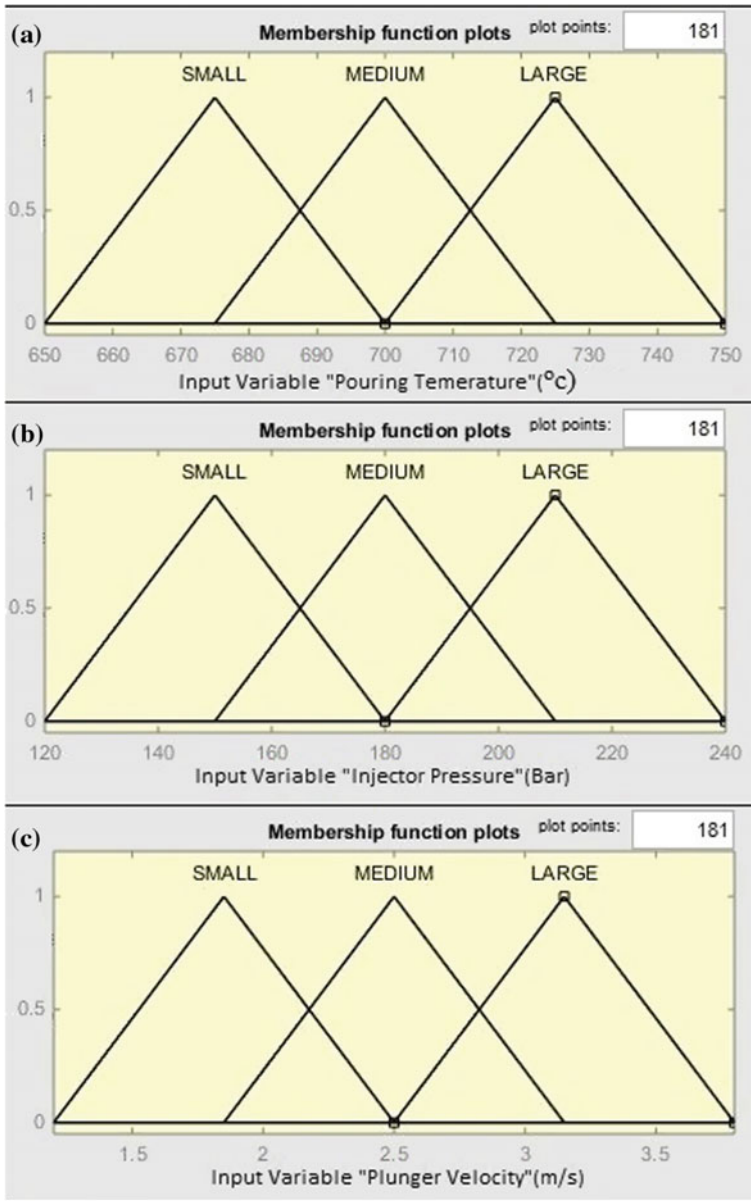 (a) Membership function plots plot points: 181
SMALL MEDIUM LARGE
1
0.5
0
650 660 670 680 690 700 710 720 730 740 750
Input Variable "Pouring Temerature"(°c)
(b) Membership function plots plot points: 181
SMALL MEDIUM LARGE
1
0.5
0
120 140 160 180 200 220 240
Input Variable "Injector Pressure"(Bar)
(c) Membership function plots plot points: 181
SMALL MEDIUM LARGE
1
0.5
0
1.5 2 2.5 3 3.5
Input Variable "Plunger Velocity"(m/s)